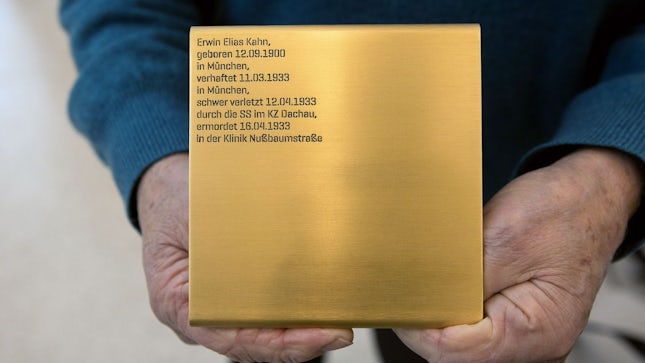 Erwin Elias Kahn,
geboren 12.09.1900
in München,
verhaftet 11.03.1933
in München,
schwer verletzt 12.04.1933
durch die SS im KZ Dachau,
ermordet 16.04.1933
in der Klinik Nußbaumstraße